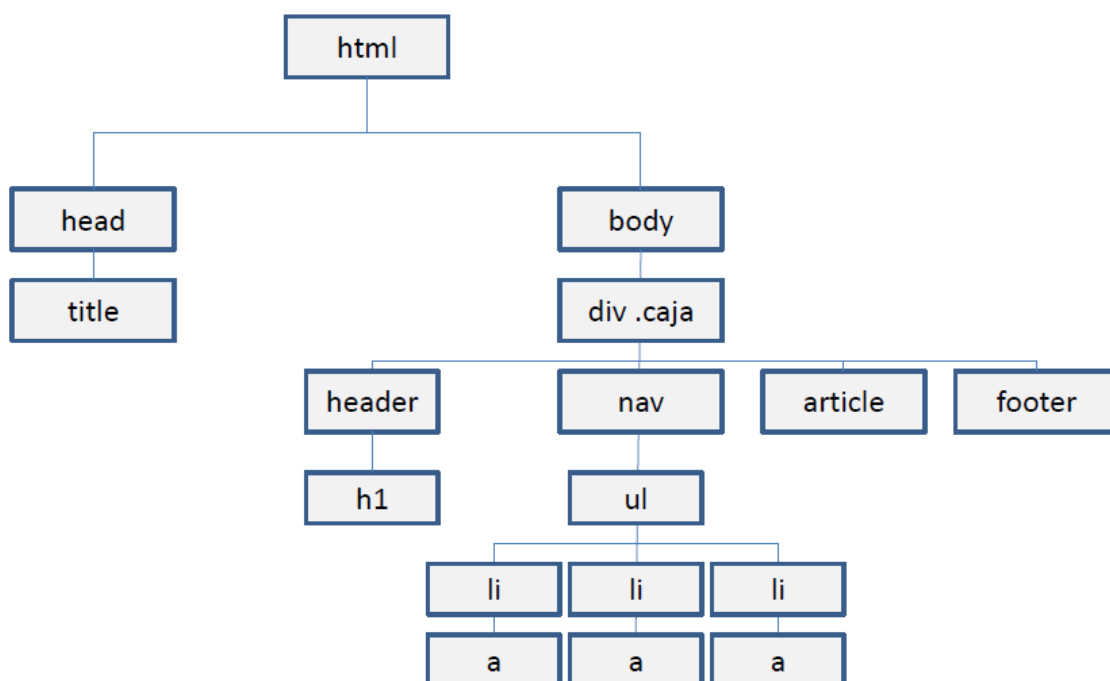 html
head
body
title
div .caja
header
nav
article
footer
h1
ul
li
li
li
a
a
a